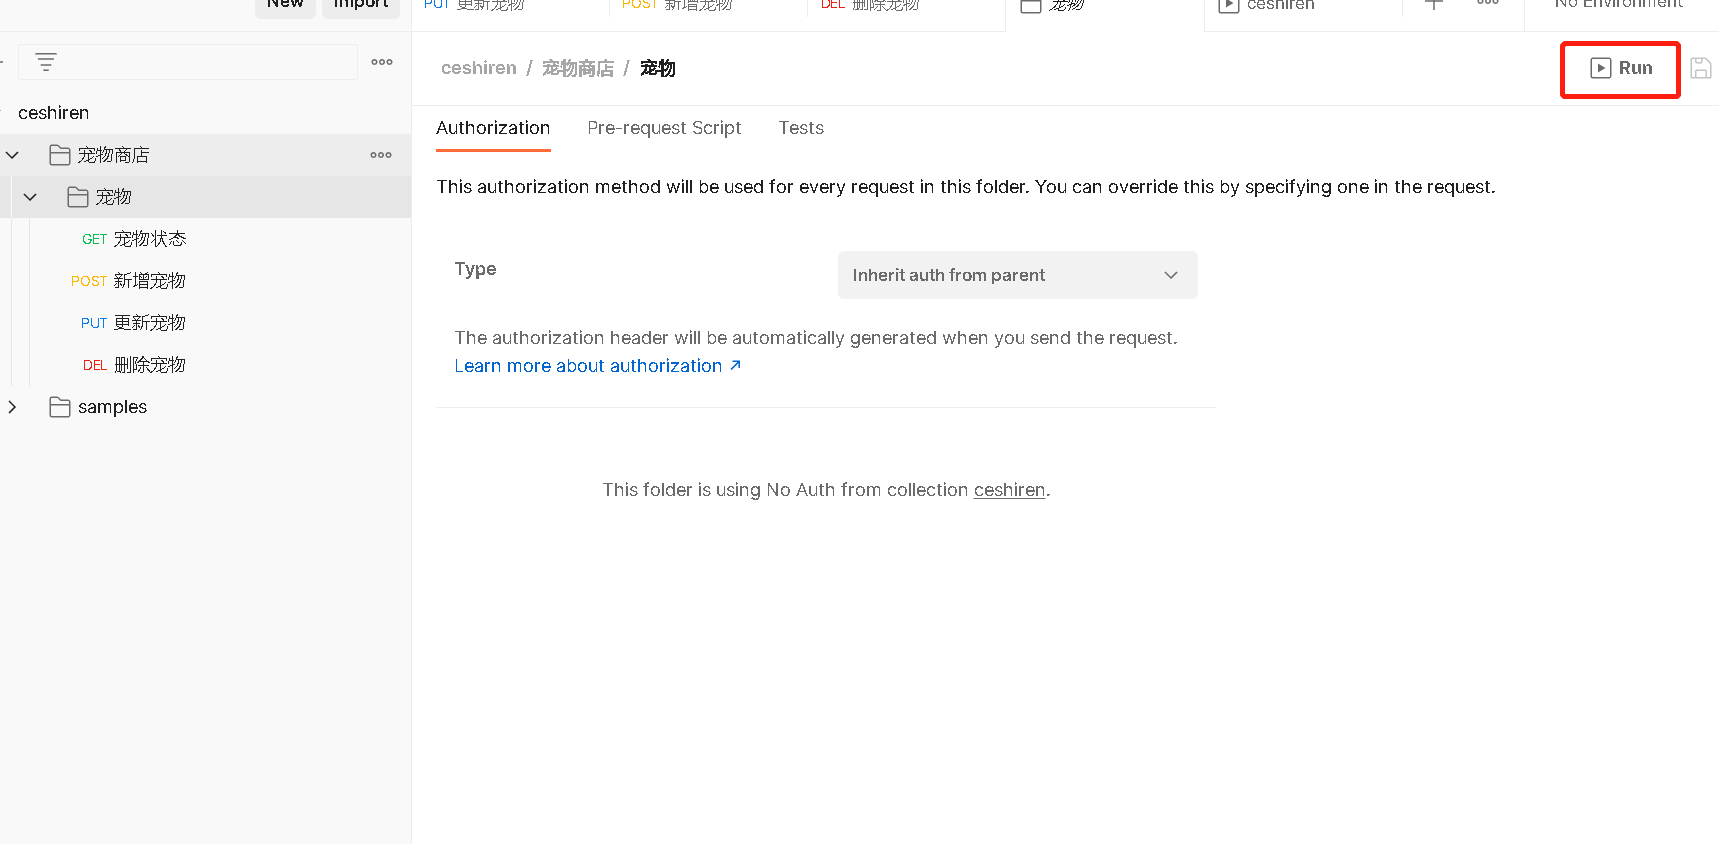 New Import PUT 更新宠物 POST 新增宠物 DEL 删除宠物 宠物 ceshiren No Environment
ceshiren / 宠物商店 / 宠物 Run
ceshiren
宠物商店
宠物
GET 宠物状态
POST 新增宠物
PUT 更新宠物
DEL 删除宠物
samples
Authorization Pre-request Script Tests
This authorization method will be used for every request in this folder. You can override this by specifying one in the request.
Type Inherit auth from parent
The authorization header will be automatically generated when you send the request.
Learn more about authorization ↗
This folder is using No Auth from collection ceshiren.